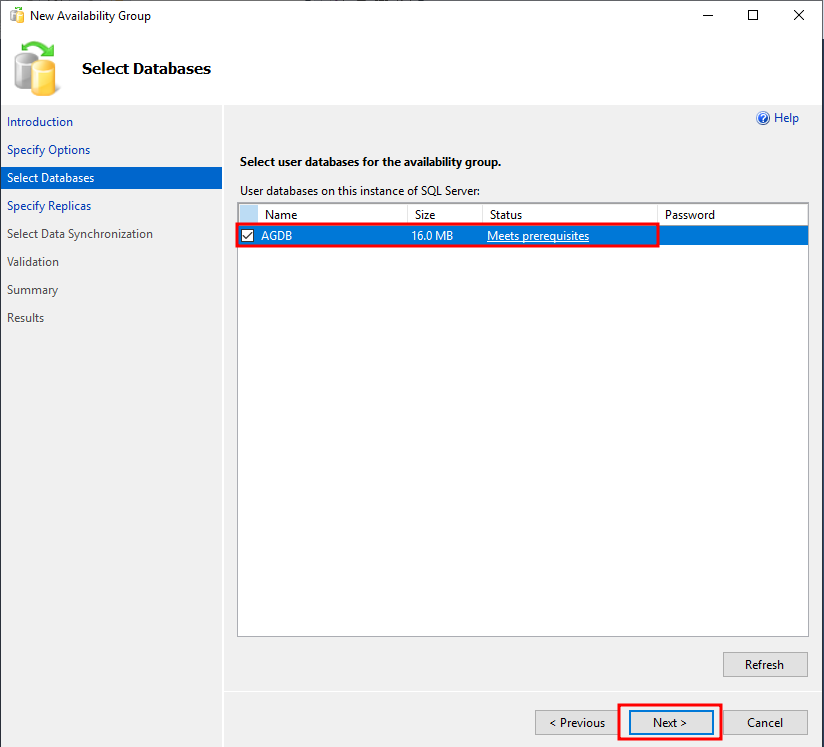 New Availability Group
Select Databases
Introduction
Specify Options
Select Databases
Specify Replicas
Select Data Synchronization
Validation
Summary
Results
Help
Select user databases for the availability group.
User databases on this instance of SQL Server:
Name Size Status Password
AGDB 16.0 MB Meets prerequisites
Refresh
< Previous Next > Cancel